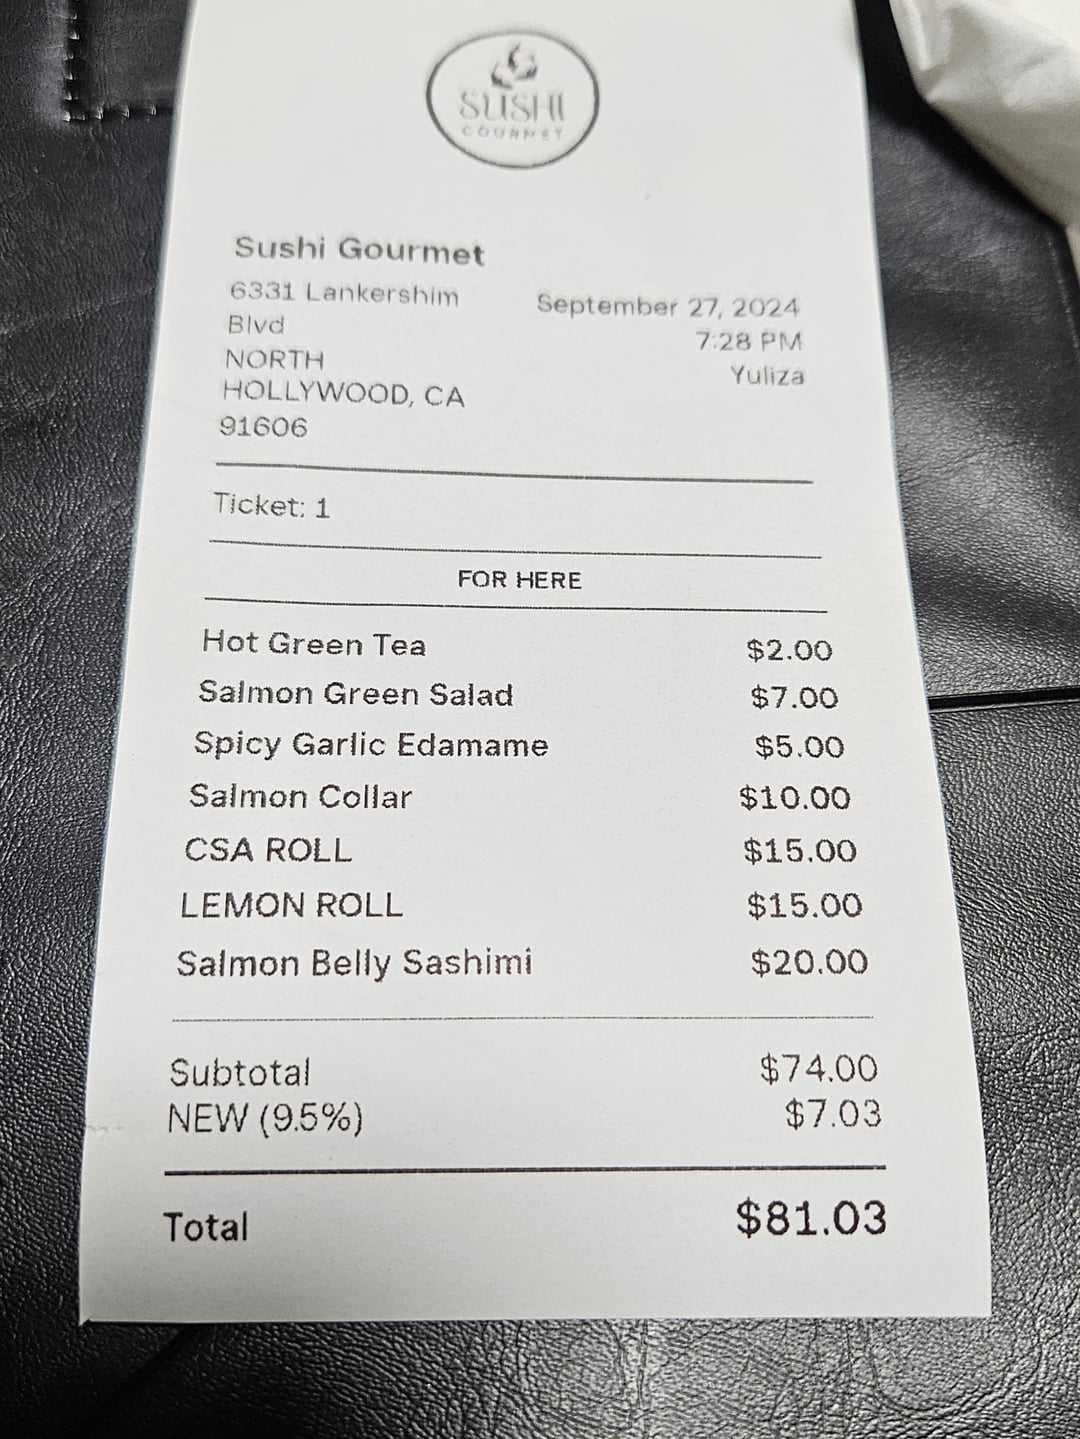 SUSHI
GOURMET
Sushi Gourmet
6331 Lankershim
Blvd
NORTH
HOLLYWOOD, CA
91606
September 27, 2024
7:28 PM
Yuliza
Ticket: 1
FOR HERE
Hot Green Tea $2.00
Salmon Green Salad $7.00
Spicy Garlic Edamame $5.00
Salmon Collar $10.00
CSA ROLL $15.00
LEMON ROLL $15.00
Salmon Belly Sashimi $20.00
Subtotal $74.00
NEW (9.5%) $7.03
Total $81.03